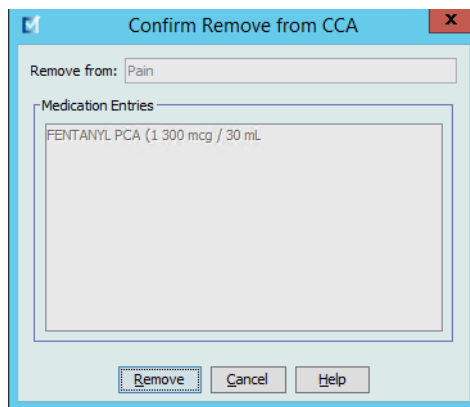 Confirm Remove from CCA
x
Remove from: Pain
Medication Entries
FENTANYL PCA (1 300 mcg / 30 mL
Remove Cancel Help